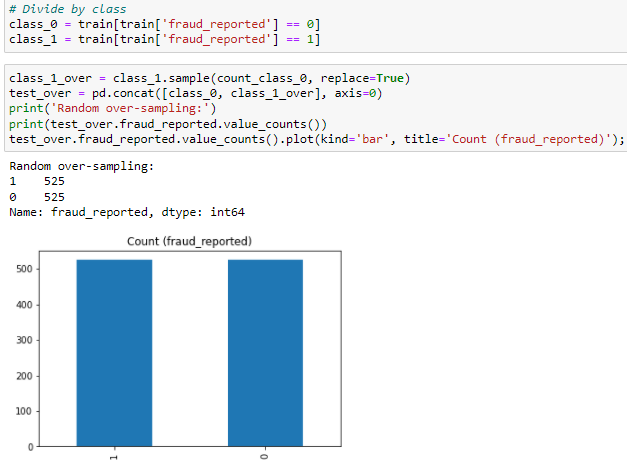 # Divide by class
class_0 = train[train['fraud_reported'] == 0]
class_1 = train[train['fraud_reported'] == 1]
class_1_over = class_1.sample(count_class_0, replace=True)
test_over = pd.concat([class_0, class_1_over], axis=0)
print('Random over-sampling:')
print(test_over.fraud_reported.value_counts())
test_over.fraud_reported.value_counts().plot(kind='bar', title='Count (fraud_reported)');
Random over-sampling:
1    525
0    525
Name: fraud_reported, dtype: int64
Count (fraud_reported)
500
400
300
200
100
0
1
0